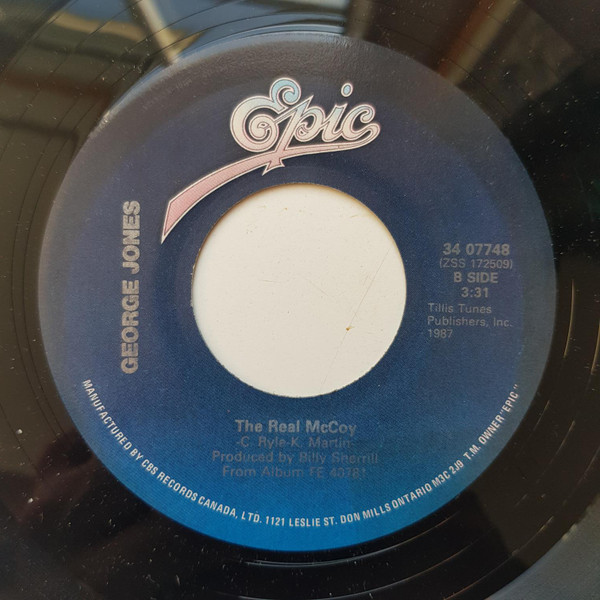 Epic
GEORGE JONES
34 07748
(ZSS 172509)
B SIDE
3:31
Tillis Tunes
Publishers, Inc.
1987
The Real McCoy
-C. Ryle-K. Martin-
Produced by Billy Sherrill
From Album FE 40781
MANUFACTURED BY CBS RECORDS CANADA, LTD. 1121 LESLIE ST. DON MILLS ONTARIO M3C 2J9 T.M. OWNER "EPIC"